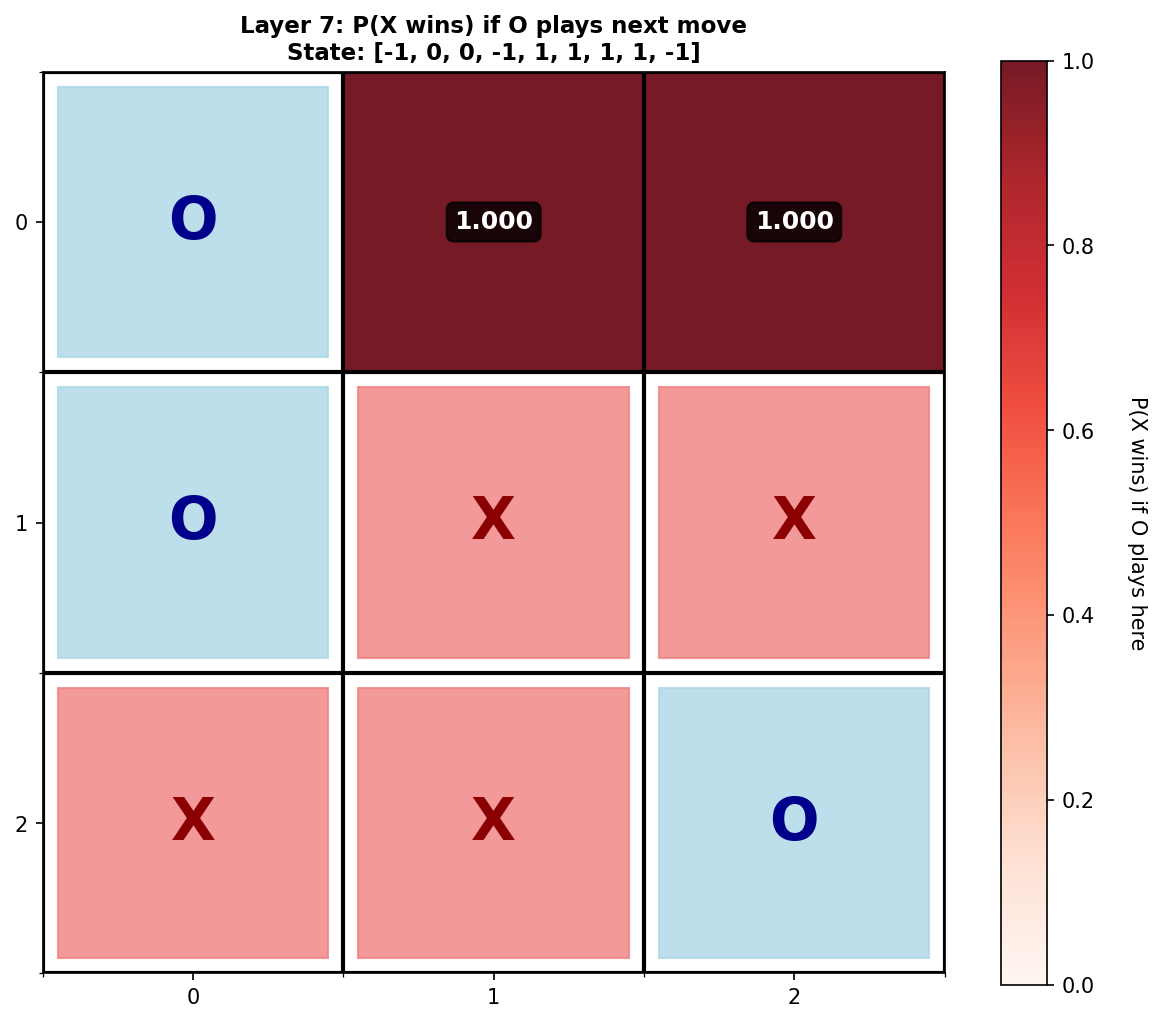 Layer 7: P(X wins) if O plays next move
State: [-1, 0, 0, -1, 1, 1, 1, 1, -1]
0
O
1.000
1.000
1
O
X
X
2
X
X
O
0
1
2
1.0
0.8
0.6
0.4
0.2
0.0
P(X wins) if O plays here